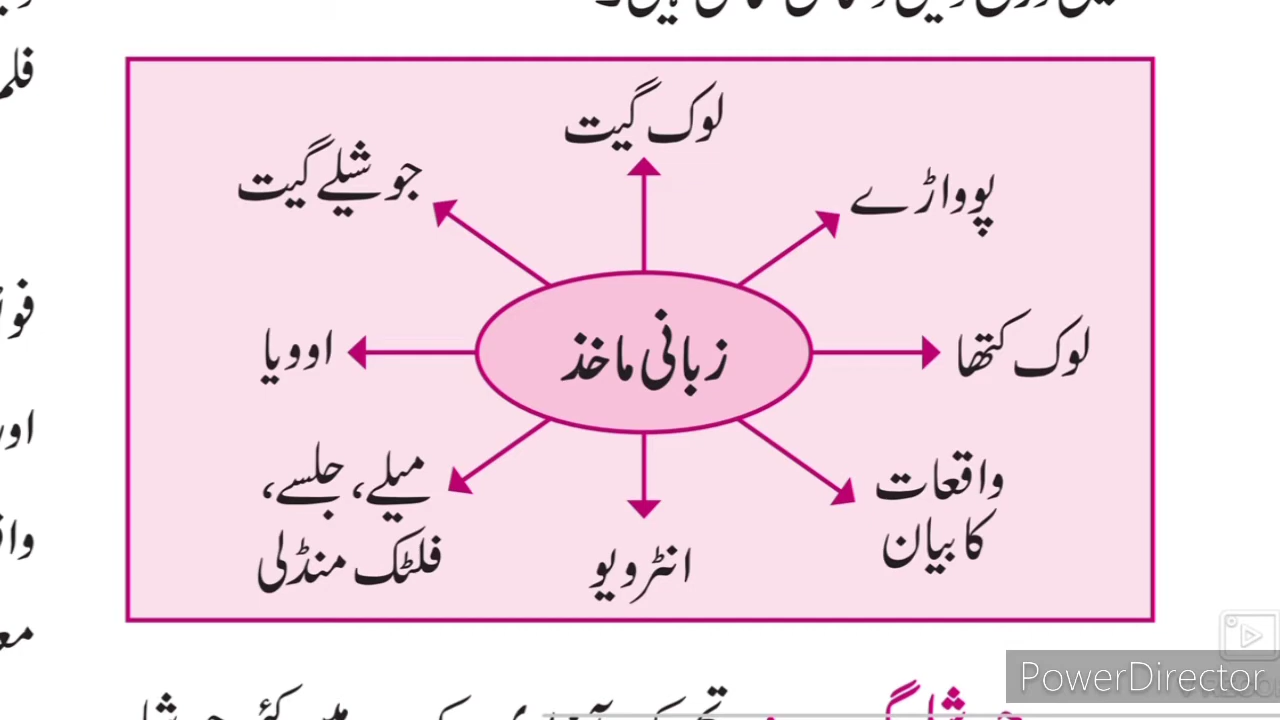 لوک گیت
جوشیلے گیت
پوواڑے
زبانی ماخذ
اوویا
لوک کتھا
میلے، جلسے،
فلٹک منڈلی
انٹرویو
واقعات
کا بیان
PowerDirector